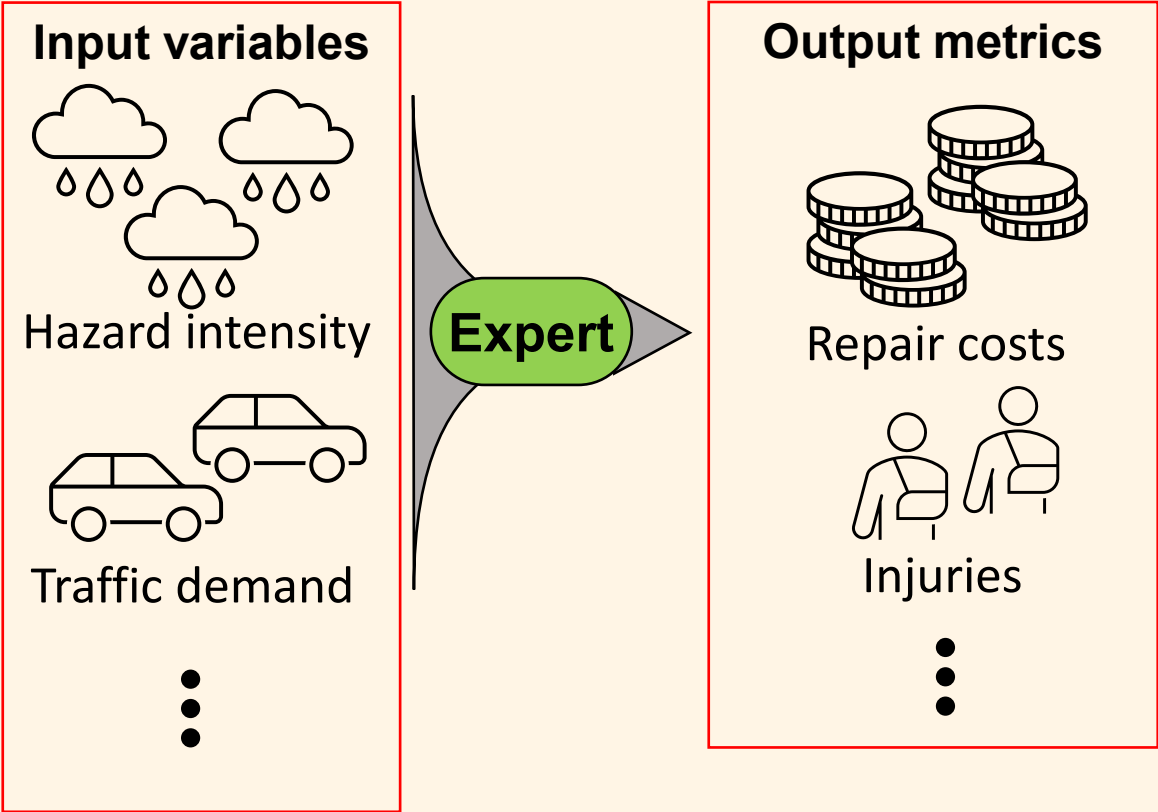 Input variables
Hazard intensity
Traffic demand
Expert
Output metrics
Repair costs
Injuries